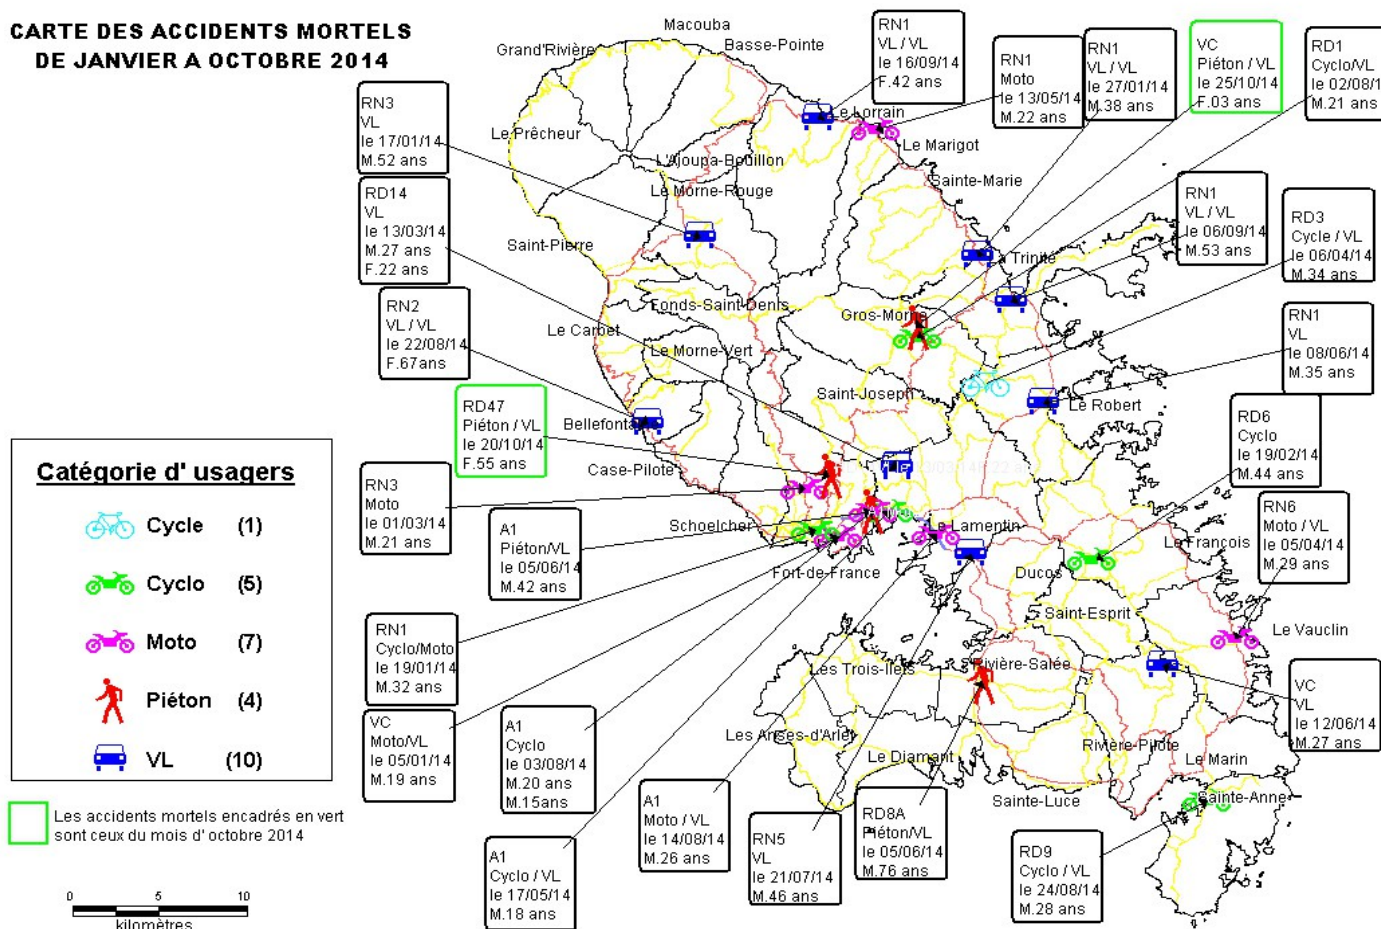 CARTE DES ACCIDENTS MORTELS
DE JANVIER A OCTOBRE 2014
RN1
VL / VL
le 16/09/14
F.42 ans
RN1
Moto
le 13/05/14
M.22 ans
RN1
VL / VL
le 27/01/14
M.38 ans
VC
Piéton / VL
le 25/10/14
F.03 ans
RD1
Cyclo/VL
le 02/08/1
M.21 ans
RN3
VL
le 17/01/14
M.52 ans
RD14
VL
le 13/03/14
M.27 ans
F.22 ans
RN2
VL / VL
le 22/08/14
F.67ans
RD47
Piéton / VL
le 20/10/14
F.55 ans
RN3
Moto
le 01/03/14
M.21 ans
A1
Piéton/VL
le 05/06/14
M.42 ans
RN1
Cyclo/Moto
le 19/01/14
M.32 ans
VC
Moto/VL
le 05/01/14
M.19 ans
A1
Cyclo
le 03/08/14
M.20 ans
M.15ans
A1
Cyclo / VL
le 17/05/14
M.18 ans
A1
Moto / VL
le 14/08/14
M.26 ans
RN5
VL
le 21/07/14
M.46 ans
RD8A
Piéton/VL
le 05/06/14
M.76 ans
RD9
Cyclo / VL
le 24/08/14
M.28 ans
VC
VL
le 12/06/14
M.27 ans
RN6
Moto / VL
le 05/04/14
M.29 ans
RD6
Cyclo
le 19/02/14
M.44 ans
RN1
VL
le 08/06/14
M.35 ans
RD3
Cycle / VL
le 06/04/14
M.34 ans
RN1
VL / VL
le 06/09/14
M.53 ans
Macouba
Grand'Rivière
Basse-Pointe
Le Lorrain
Le Prêcheur
Le Marigot
L'Ajoupa-Bouillon
Sainte-Marie
Le Morne-Rouge
Saint-Pierre
Trinité
Fonds-Saint-Denis
Gros-Morne
Le Carbet
Le Morne-Vert
Saint-Joseph
Le Robert
Bellefontaine
Case-Pilote
Schoelcher
Le Lamentin
Le François
Fort-de-France
Ducos
Saint-Esprit
Le Vauclin
Les Trois-Ilets
Rivière-Salée
Les Anses-d'Arlet
Le Diamant
Rivière-Pilote
Le Marin
Sainte-Luce
Sainte-Anne
Catégorie d' usagers
Cycle (1)
Cyclo (5)
Moto (7)
Piéton (4)
VL (10)
Les accidents mortels encadrés en vert
sont ceux du mois d' octobre 2014
0 5 10
kilomètres